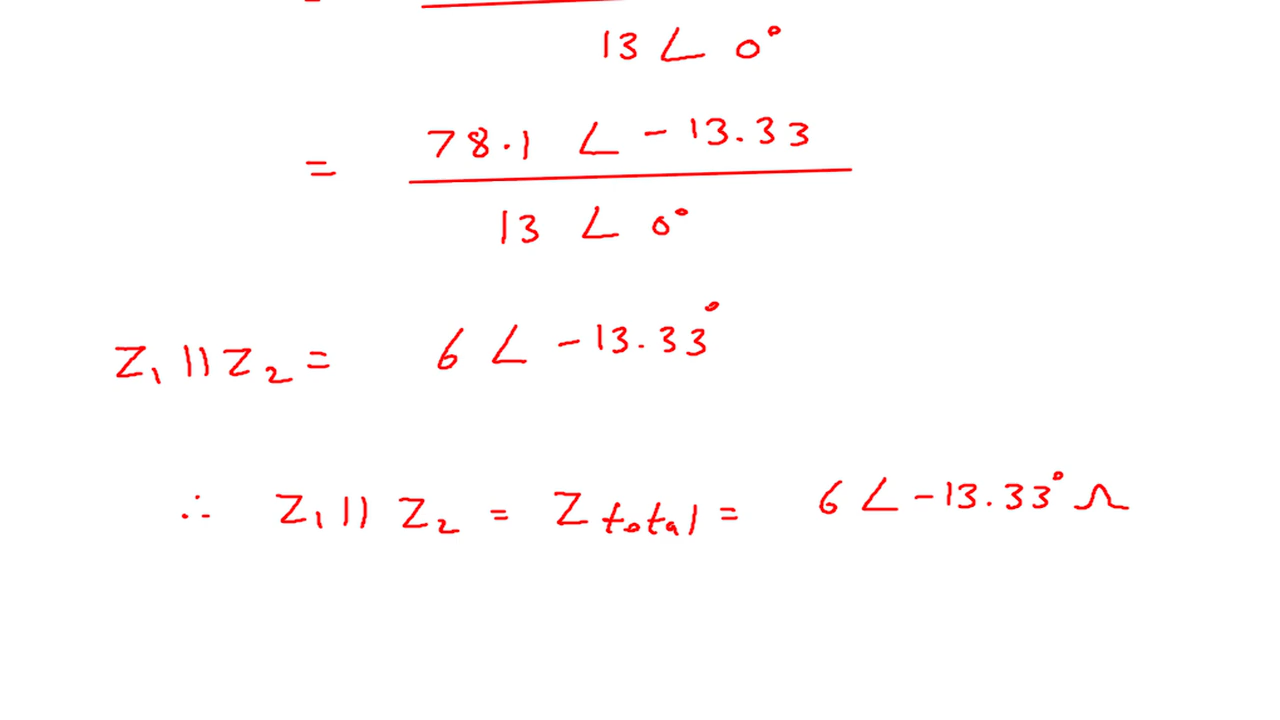 =
13 ∠ 0°
= 78.1 ∠ -13.33
13 ∠ 0°
Z₁ || Z₂ = 6 ∠ -13.33°
∴ Z₁ || Z₂ = Z total = 6 ∠ -13.33° Ω